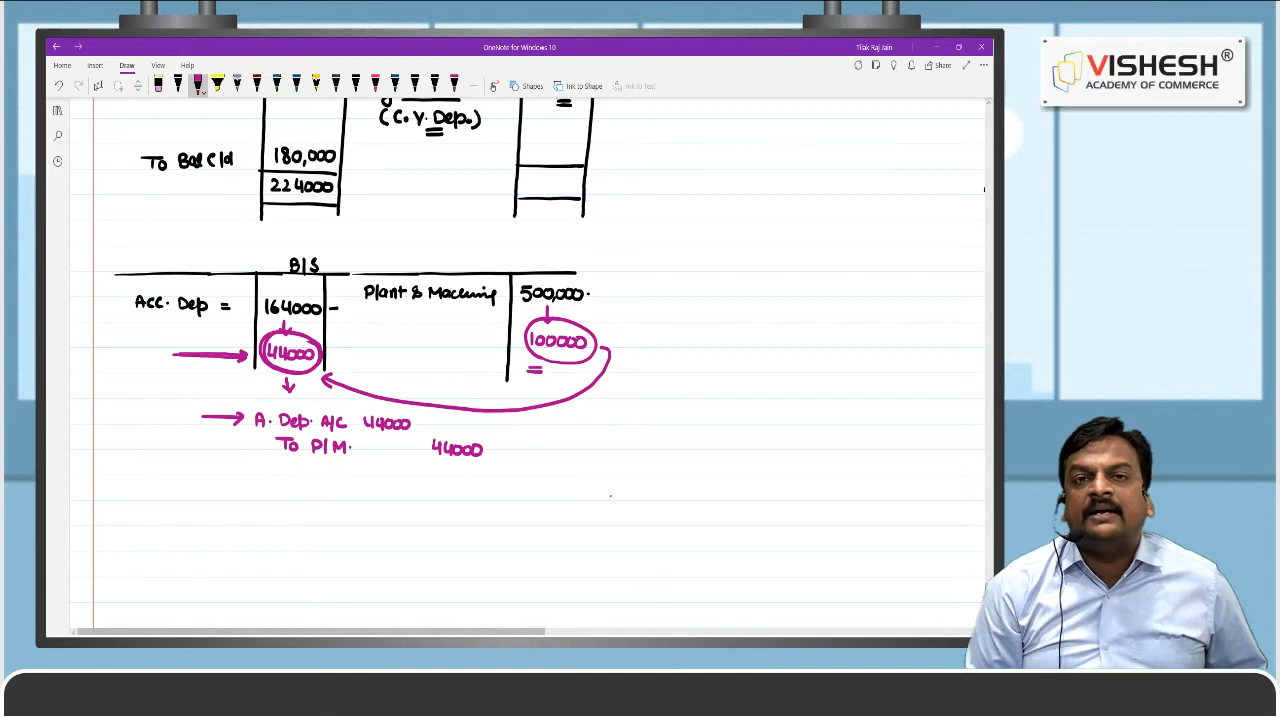 OneNote for Windows 10
Tilak Raj Jain
Home Insert Draw View Help
Share
Shapes
Ink to Shape
Ink to Text
VISHESH®
ACADEMY OF COMMERCE
(C.Y. Dep.)
To Bal C/d 180,000
224000
B/S
Acc. Dep = 164000 – Plant & Machinng 500,000.
44000 100000
A. Dep. A/C 44000
To P/M. 44000